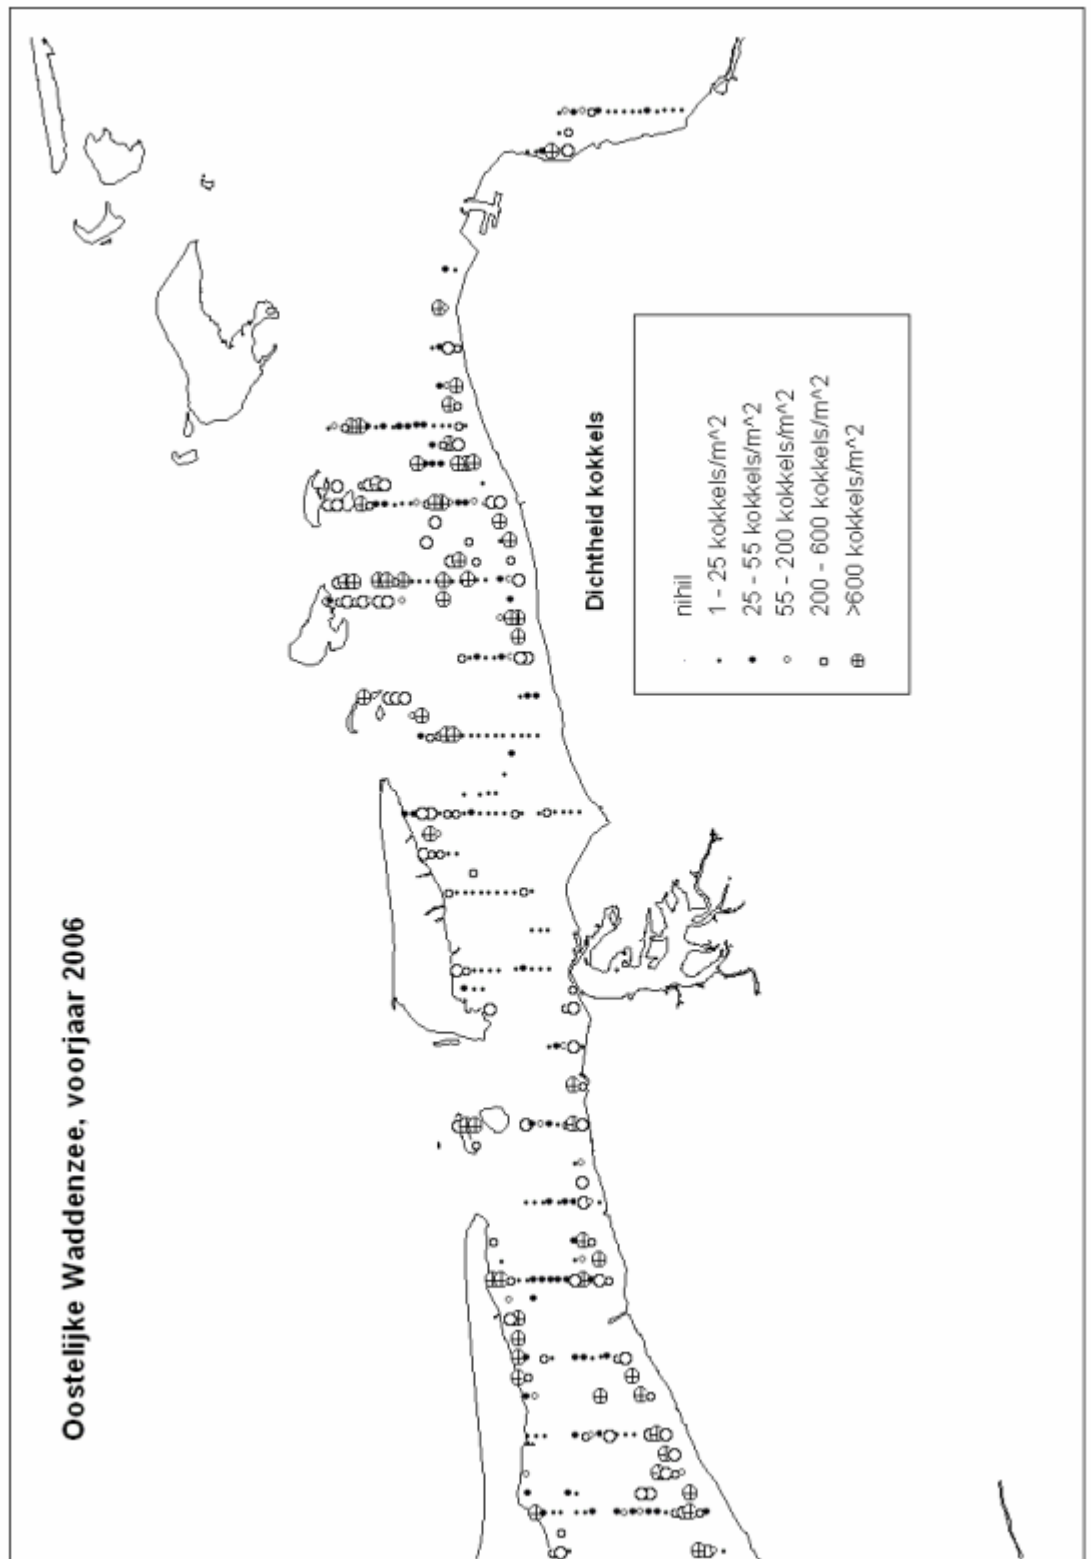 Oostelijke Waddenzee, voorjaar 2006
Dichtheid kokkels
nihil
1 - 25 kokkels/m^2
25 - 55 kokkels/m^2
55 - 200 kokkels/m^2
200 - 600 kokkels/m^2
>600 kokkels/m^2